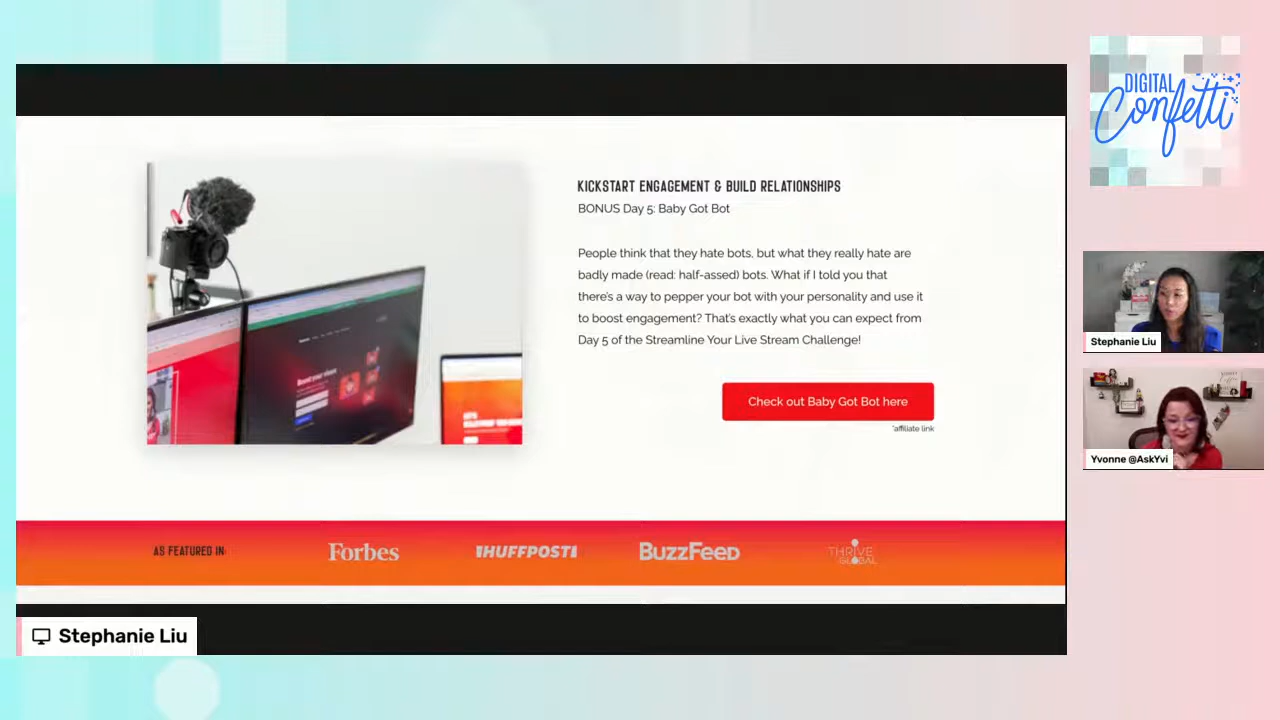 KICKSTART ENGAGEMENT & BUILD RELATIONSHIPS
BONUS Day 5: Baby Got Bot
People think that they hate bots, but what they really hate are
badly made (read: half-assed) bots. What if I told you that
there's a way to pepper your bot with your personality and use it
to boost engagement? That's exactly what you can expect from
Day 5 of the Streamline Your Live Stream Challenge!
Check out Baby Got Bot here
*affiliate link
Boost your views
AS FEATURED IN:
Forbes
HUFFPOST
BuzzFeed
THRIVE
GLOBAL
Stephanie Liu
DIGITAL
Confetti
Stephanie Liu
Yvonne @AskYvi